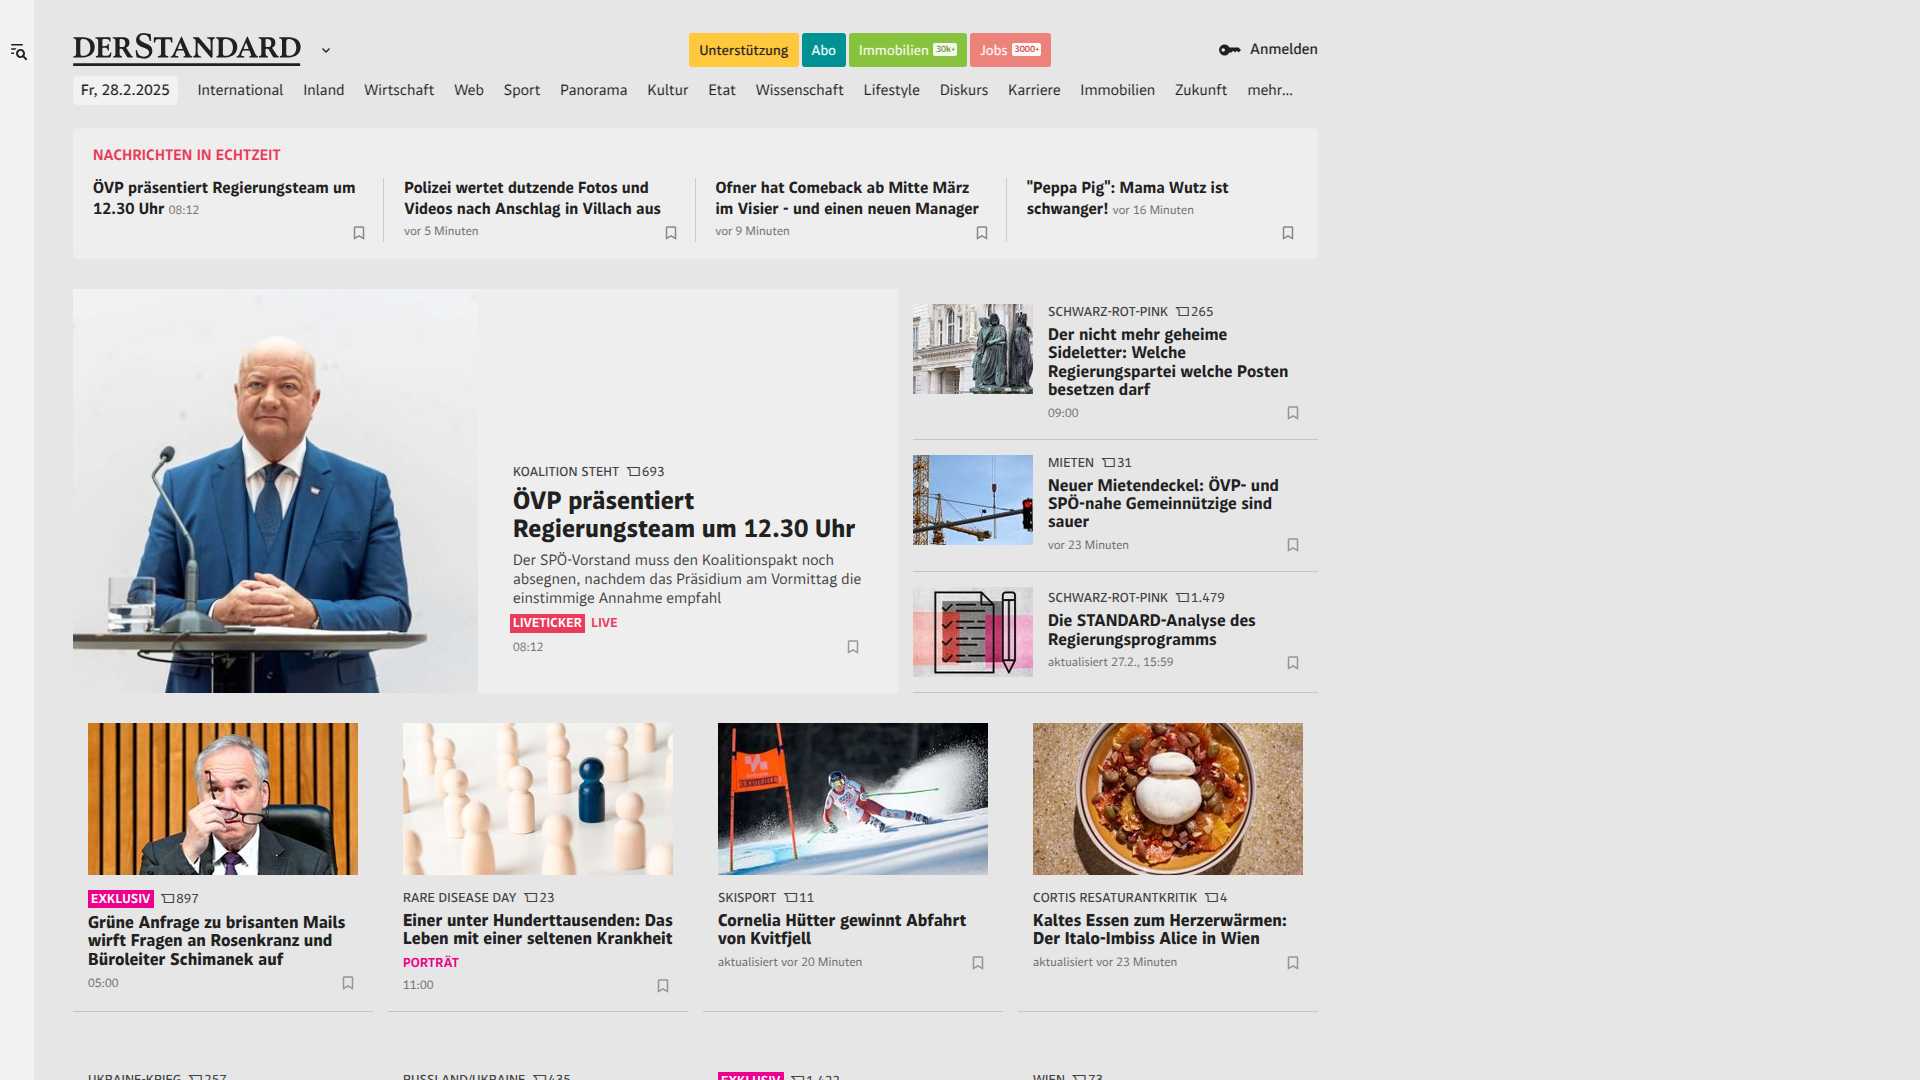 DERSTANDARD
Unterstützung
Abo
Immobilien 30k+
Jobs 3000+
Anmelden
Fr, 28.2.2025
International
Inland
Wirtschaft
Web
Sport
Panorama
Kultur
Etat
Wissenschaft
Lifestyle
Diskurs
Karriere
Immobilien
Zukunft
mehr...
NACHRICHTEN IN ECHTZEIT
ÖVP präsentiert Regierungsteam um
12.30 Uhr 08:12
Polizei wertet dutzende Fotos und
Videos nach Anschlag in Villach aus
vor 5 Minuten
Ofner hat Comeback ab Mitte März
im Visier - und einen neuen Manager
vor 9 Minuten
"Peppa Pig": Mama Wutz ist
schwanger! vor 16 Minuten
KOALITION STEHT 693
ÖVP präsentiert
Regierungsteam um 12.30 Uhr
Der SPÖ-Vorstand muss den Koalitionspakt noch
absegnen, nachdem das Präsidium am Vormittag die
einstimmige Annahme empfahl
LIVETICKER LIVE
08:12
SCHWARZ-ROT-PINK 265
Der nicht mehr geheime
Sideletter: Welche
Regierungspartei welche Posten
besetzen darf
09:00
MIETEN 31
Neuer Mietendeckel: ÖVP- und
SPÖ-nahe Gemeinnützige sind
sauer
vor 23 Minuten
SCHWARZ-ROT-PINK 1.479
Die STANDARD-Analyse des
Regierungsprogramms
aktualisiert 27.2., 15:59
EXKLUSIV 897
Grüne Anfrage zu brisanten Mails
wirft Fragen an Rosenkranz und
Büroleiter Schimanek auf
05:00
RARE DISEASE DAY 23
Einer unter Hunderttausenden: Das
Leben mit einer seltenen Krankheit
PORTRÄT
11:00
SKISPORT 11
Cornelia Hütter gewinnt Abfahrt
von Kvitfjell
aktualisiert vor 20 Minuten
CORTIS RESATURANTKRITIK 4
Kaltes Essen zum Herzerwärmen:
Der Italo-Imbiss Alice in Wien
aktualisiert vor 23 Minuten
UKRAINE-KRIEG 257
RUSSLAND/UKRAINE 435
EXKLUSIV 1.422
WIEN 73